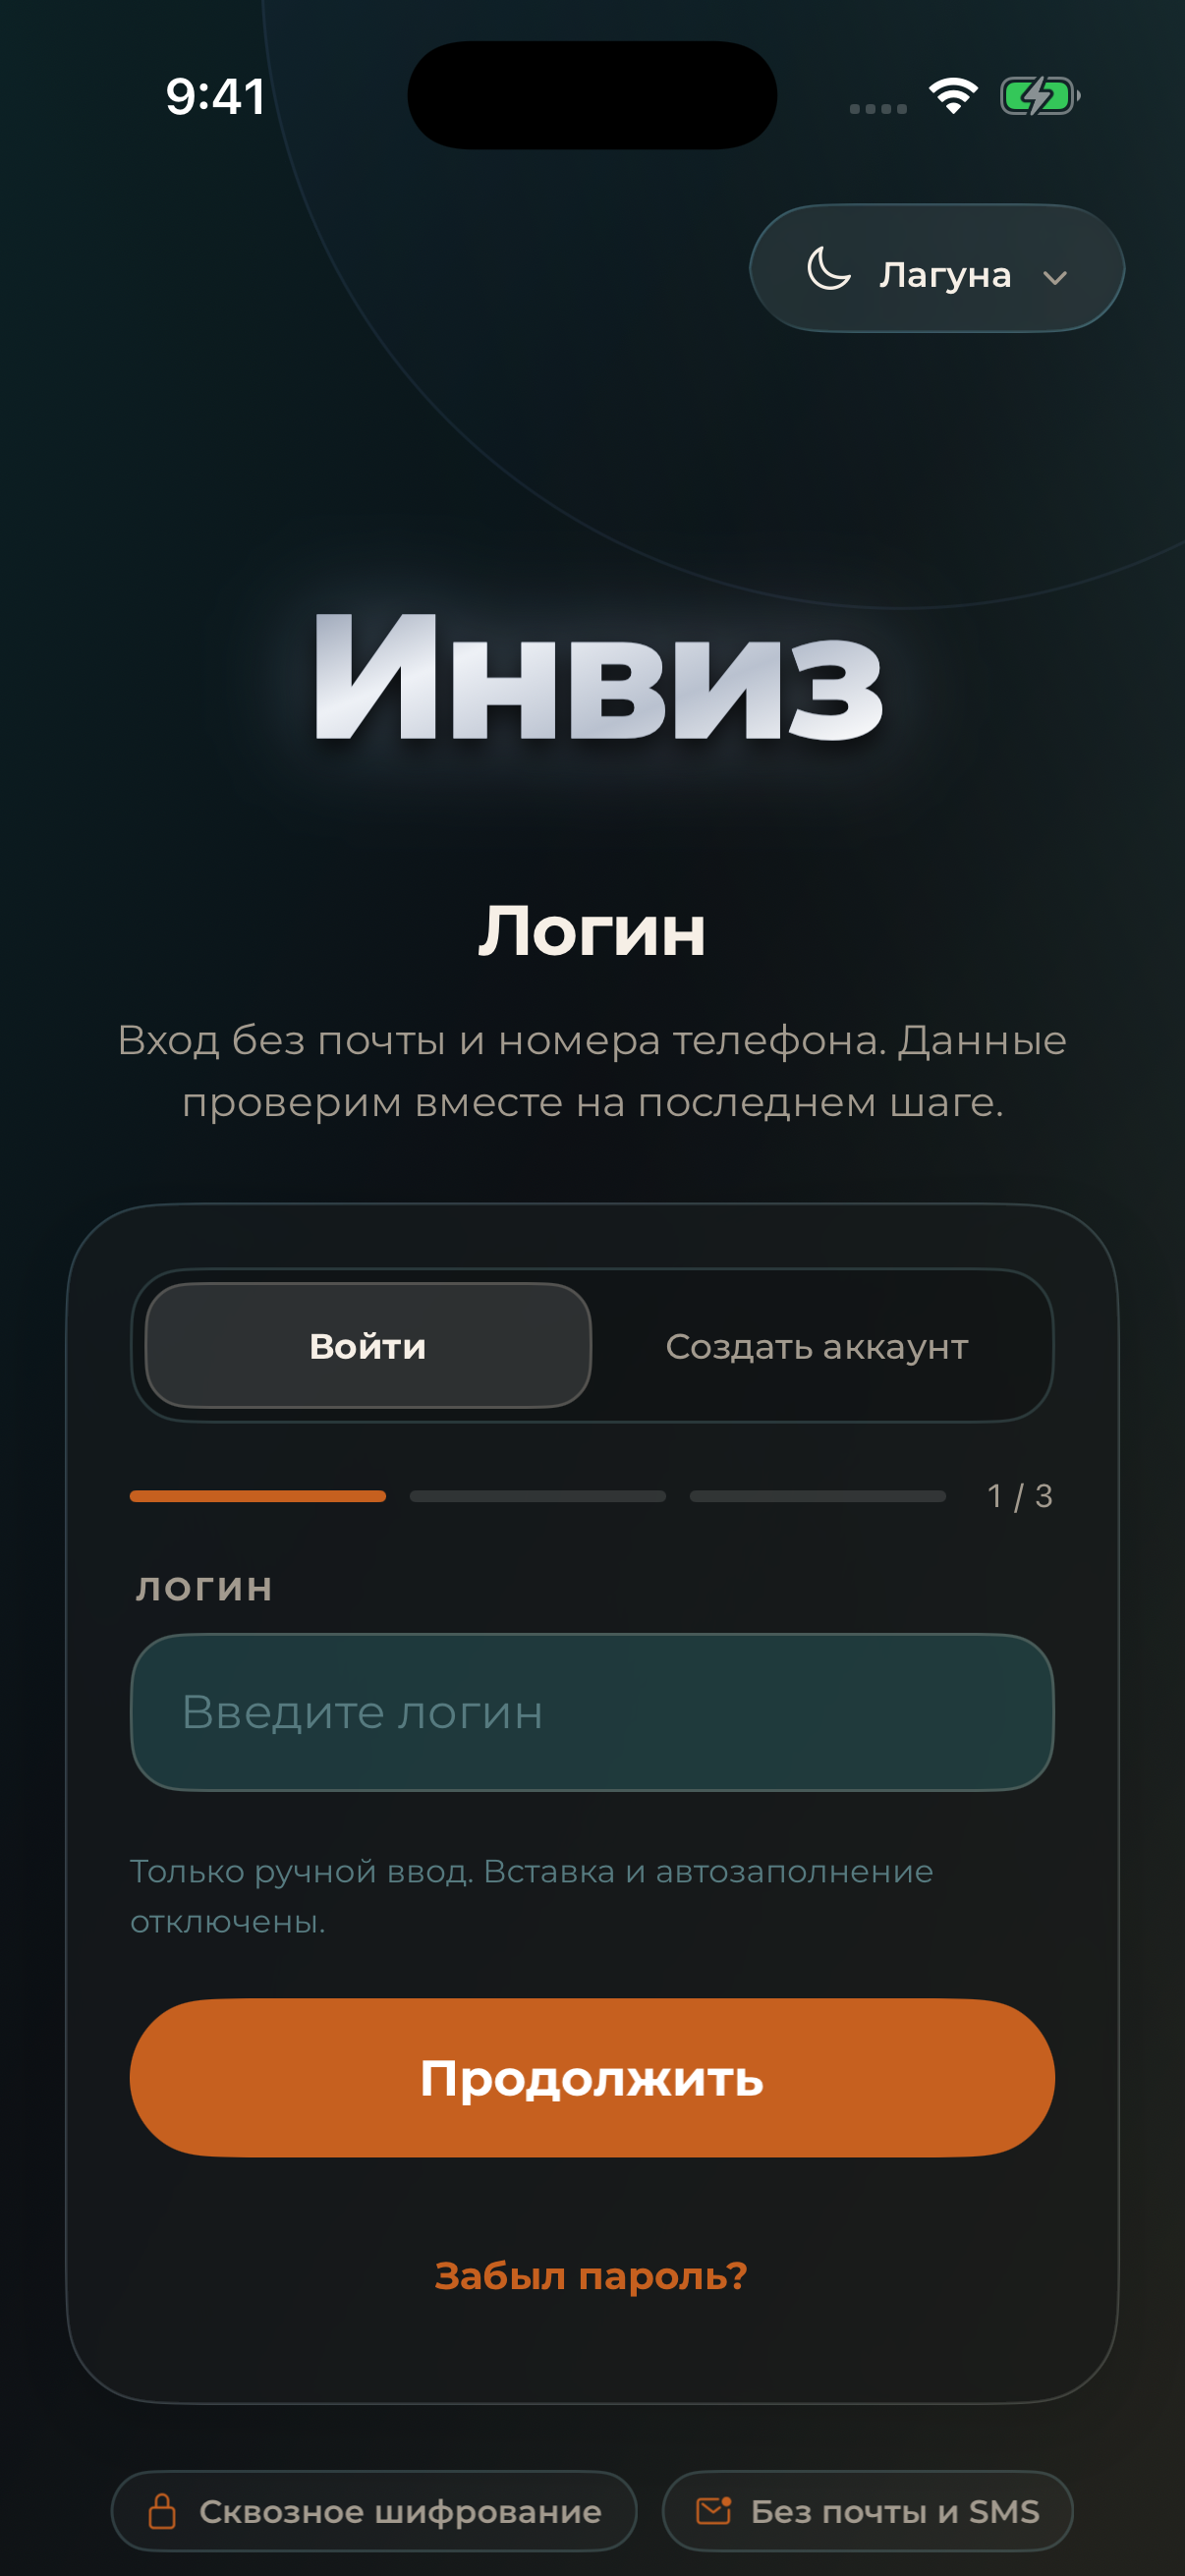 9:41
Лагуна
Инвиз
Логин
Вход без почты и номера телефона. Данные
проверим вместе на последнем шаге.
Войти
Создать аккаунт
1 / 3
ЛОГИН
Введите логин
Только ручной ввод. Вставка и автозаполнение
отключены.
Продолжить
Забыл пароль?
Сквозное шифрование
Без почты и SMS